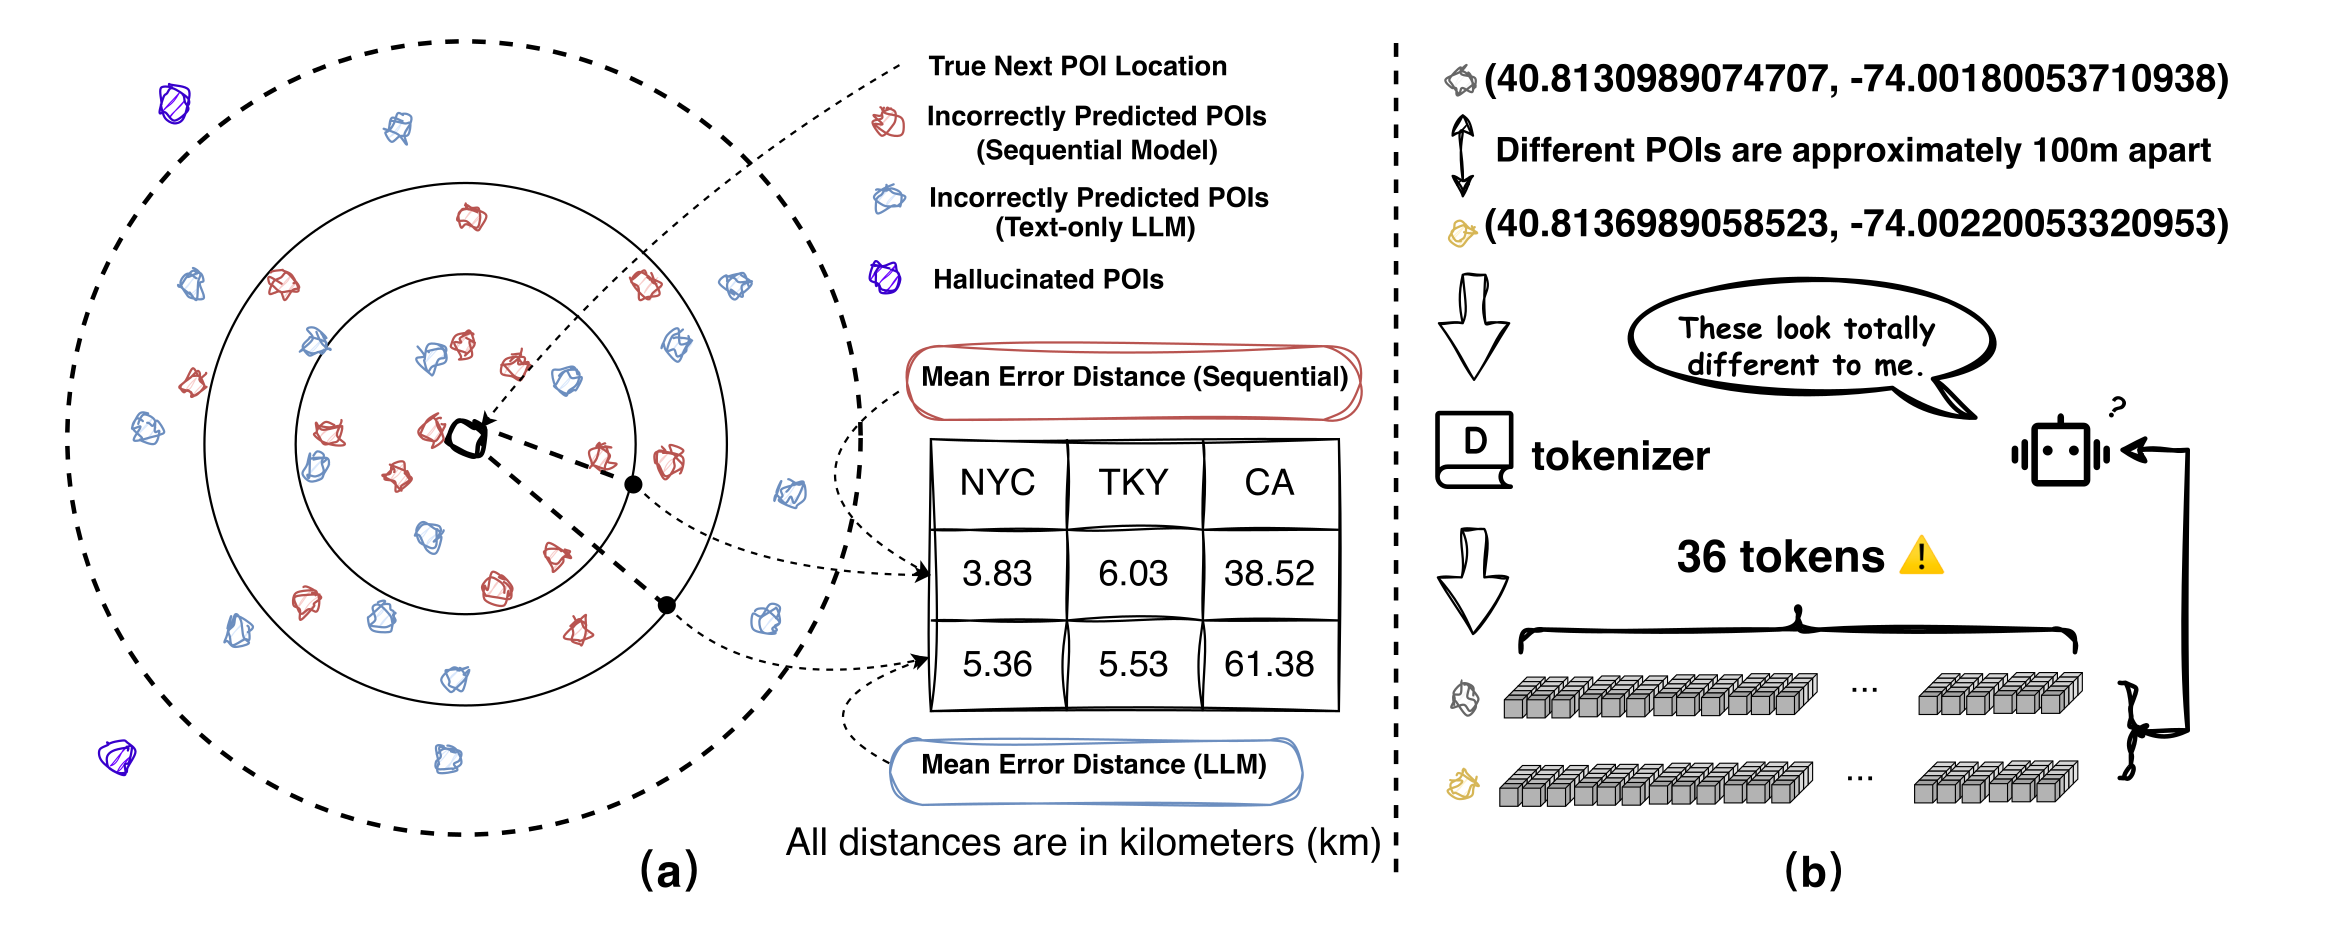 True Next POI Location
Incorrectly Predicted POIs
(Sequential Model)
Incorrectly Predicted POIs
(Text-only LLM)
Hallucinated POIs
Mean Error Distance (Sequential)
NYC TKY CA
3.83 6.03 38.52
5.36 5.53 61.38
Mean Error Distance (LLM)
All distances are in kilometers (km)
(a)
(40.8130989074707, -74.00180053710938)
Different POIs are approximately 100m apart
(40.8136989058523, -74.00220053320953)
These look totally
different to me.
?
D
tokenizer
36 tokens
...
...
(b)